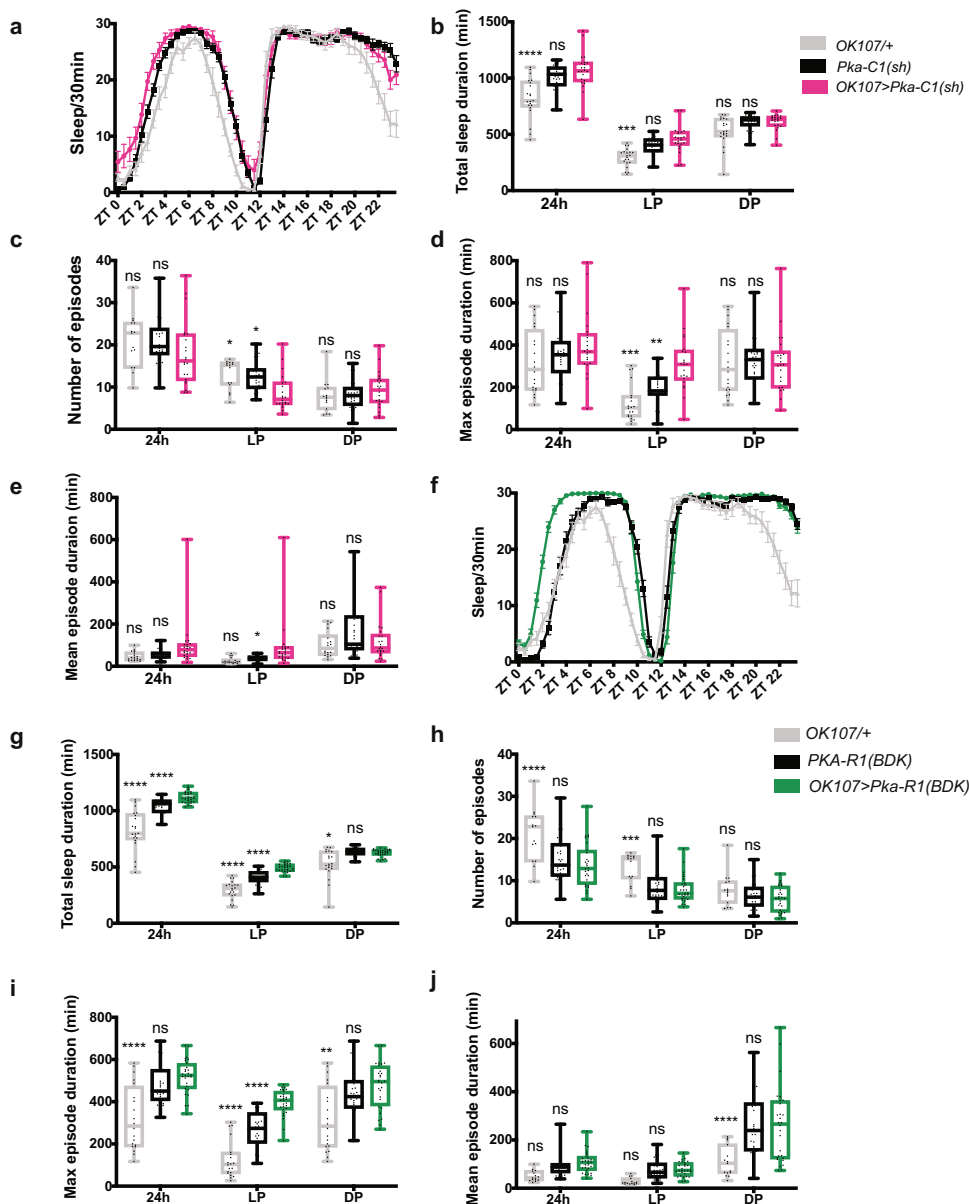 a
Sleep/30min
30
20
10
0
ZT 0
ZT 2
ZT 4
ZT 6
ZT 8
ZT 10
ZT 12
ZT 14
ZT 16
ZT 18
ZT 20
ZT 22
b
Total sleep duraion (min)
1500
1000
500
0
**** ns
*** ns
ns ns
24h LP DP
OK107/+
Pka-C1(sh)
OK107>Pka-C1(sh)
c
Number of episodes
40
30
20
10
0
ns ns
* *
ns ns
24h LP DP
d
Max episode duration (min)
800
600
400
200
0
ns ns
*** **
ns ns
24h LP DP
e
Mean episode duraion (min)
800
600
400
200
0
ns ns
ns *
ns ns
24h LP DP
f
Sleep/30min
30
20
10
0
ZT 0
ZT 2
ZT 4
ZT 6
ZT 8
ZT 10
ZT 12
ZT 14
ZT 16
ZT 18
ZT 20
ZT 22
g
Total sleep duration (min)
1500
1000
500
0
**** ****
**** ****
* ns
24h LP DP
OK107/+
PKA-R1(BDK)
OK107>Pka-R1(BDK)
h
Number of episodes
40
30
20
10
0
**** ns
*** ns
ns ns
24h LP DP
i
Max episode duration (min)
800
600
400
200
0
**** ns
**** ****
** ns
24h LP DP
j
Mean episode duration (min)
800
600
400
200
0
ns ns
ns ns
**** ns
24h LP DP